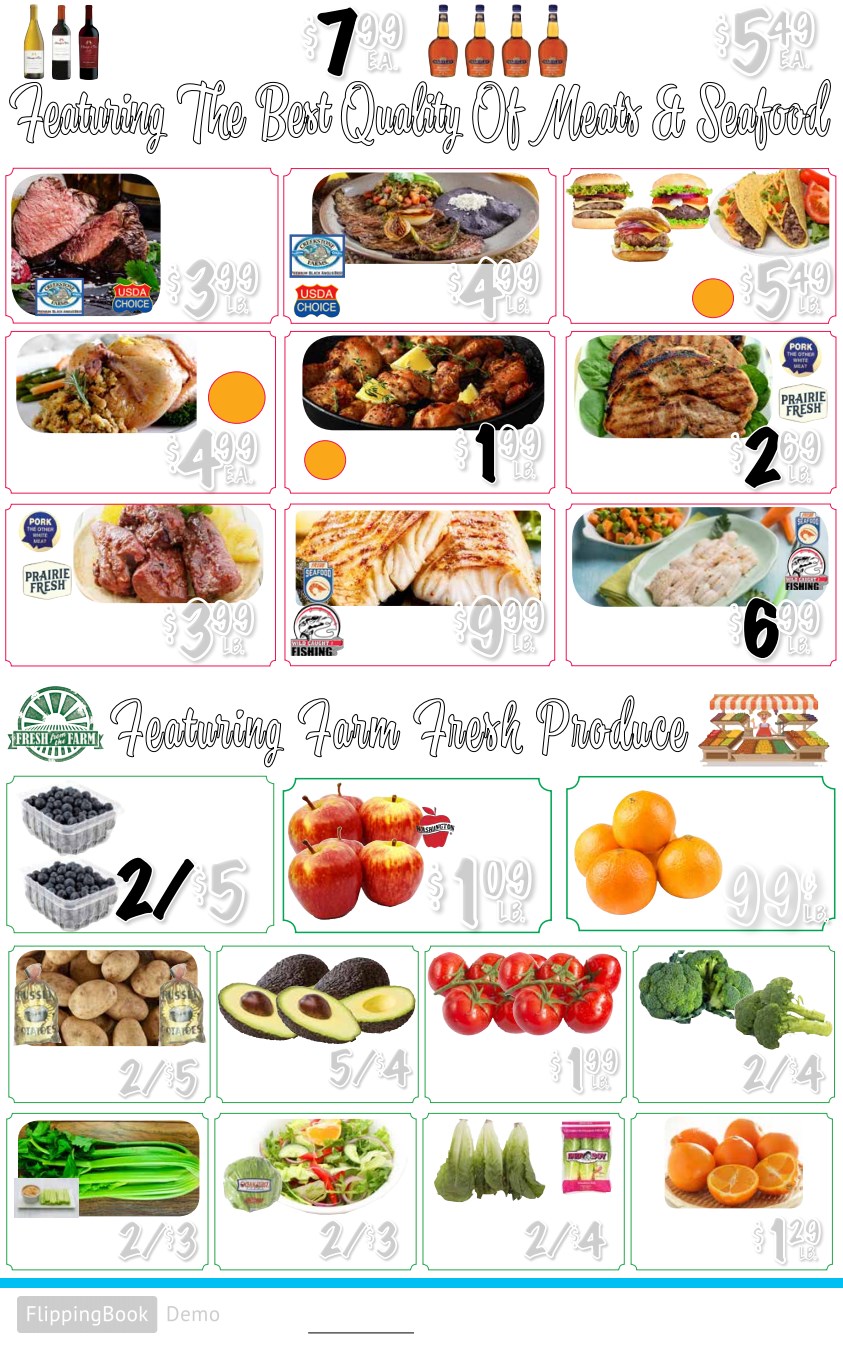 $7.99 EA.
$5.49 EA.
Featuring The Best Quality Of Meats & Seafood
CREEKSTONE FARMS
PREMIUM BLACK ANGUS BEEF
USDA CHOICE
$3.99 LB.
CREEKSTONE FARMS
PREMIUM BLACK ANGUS BEEF
USDA CHOICE
$4.99 LB.
$5.49 LB.
$4.99 EA.
$1.99 LB.
PORK
THE OTHER
WHITE
MEAT
PRAIRIE
FRESH
$2.69 LB.
PORK
THE OTHER
WHITE
MEAT
PRAIRIE
FRESH
$3.99 LB.
SEAFOOD
WILD CAUGHT
FISHING
$9.99 LB.
SEAFOOD
WILD CAUGHT
FISHING
$6.99 LB.
FRESH from the FARM
Featuring Farm Fresh Produce
2/$5
WASHINGTON
$1.09 LB.
99¢ LB.
RUSSET
POTATOES
RUSSET
POTATOES
2/$5
5/$4
$1.99 LB.
2/$4
2/$3
2/$3
ANDY BOY
2/$4
$1.29 LB.
FlippingBook Demo